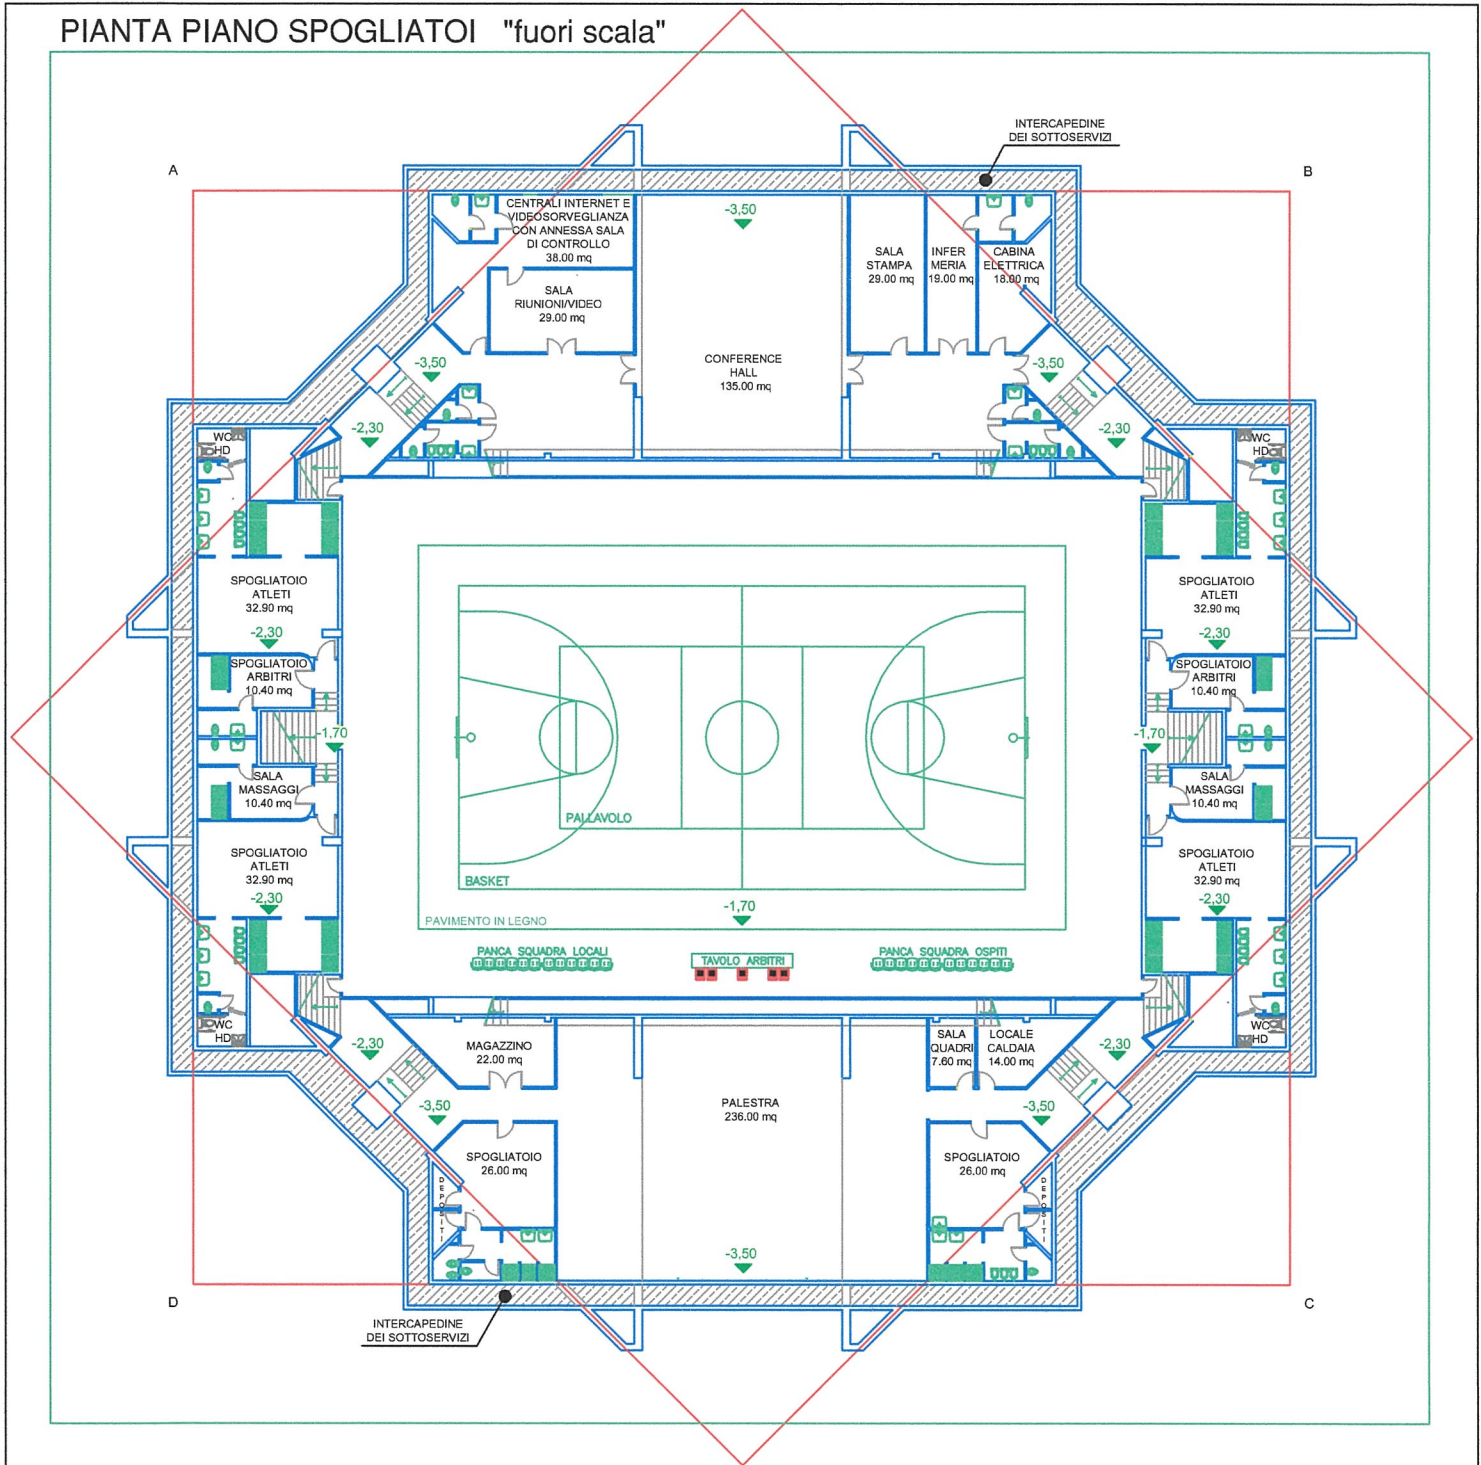 PIANTA PIANO SPOGLIATOI "fuori scala"
INTERCAPEDINE
DEI SOTTOSERVIZI
A
B
CENTRALI INTERNET E
VIDEOSORVEGLIANZA
CON ANNESSA SALA
DI CONTROLLO
38.00 mq
-3,50
SALA
STAMPA
29.00 mq
INFER
MERIA
19.00 mq
CABINA
ELETTRICA
18.00 mq
SALA
RIUNIONI/VIDEO
29.00 mq
-3,50
CONFERENCE
HALL
135.00 mq
-3,50
-2,30
-2,30
WC
HD
WC
HD
SPOGLIATOIO
ATLETI
32.90 mq
-2,30
SPOGLIATOIO
ATLETI
32.90 mq
-2,30
SPOGLIATOIO
ARBITRI
10.40 mq
SPOGLIATOIO
ARBITRI
10.40 mq
-1,70
-1,70
SALA
MASSAGGI
10.40 mq
SALA
MASSAGGI
10.40 mq
PALLAVOLO
SPOGLIATOIO
ATLETI
32.90 mq
-2,30
SPOGLIATOIO
ATLETI
32.90 mq
-2,30
BASKET
-1,70
PAVIMENTO IN LEGNO
PANCA SQUADRA LOCALI
TAVOLO ARBITRI
PANCA SQUADRA OSPITI
WC
HD
WC
HD
-2,30
MAGAZZINO
22.00 mq
SALA
QUADRI
7.60 mq
LOCALE
CALDAIA
14.00 mq
-2,30
-3,50
PALESTRA
236.00 mq
-3,50
SPOGLIATOIO
26.00 mq
SPOGLIATOIO
26.00 mq
DEPOSITI
DEPOSITI
-3,50
D
C
INTERCAPEDINE
DEI SOTTOSERVIZI